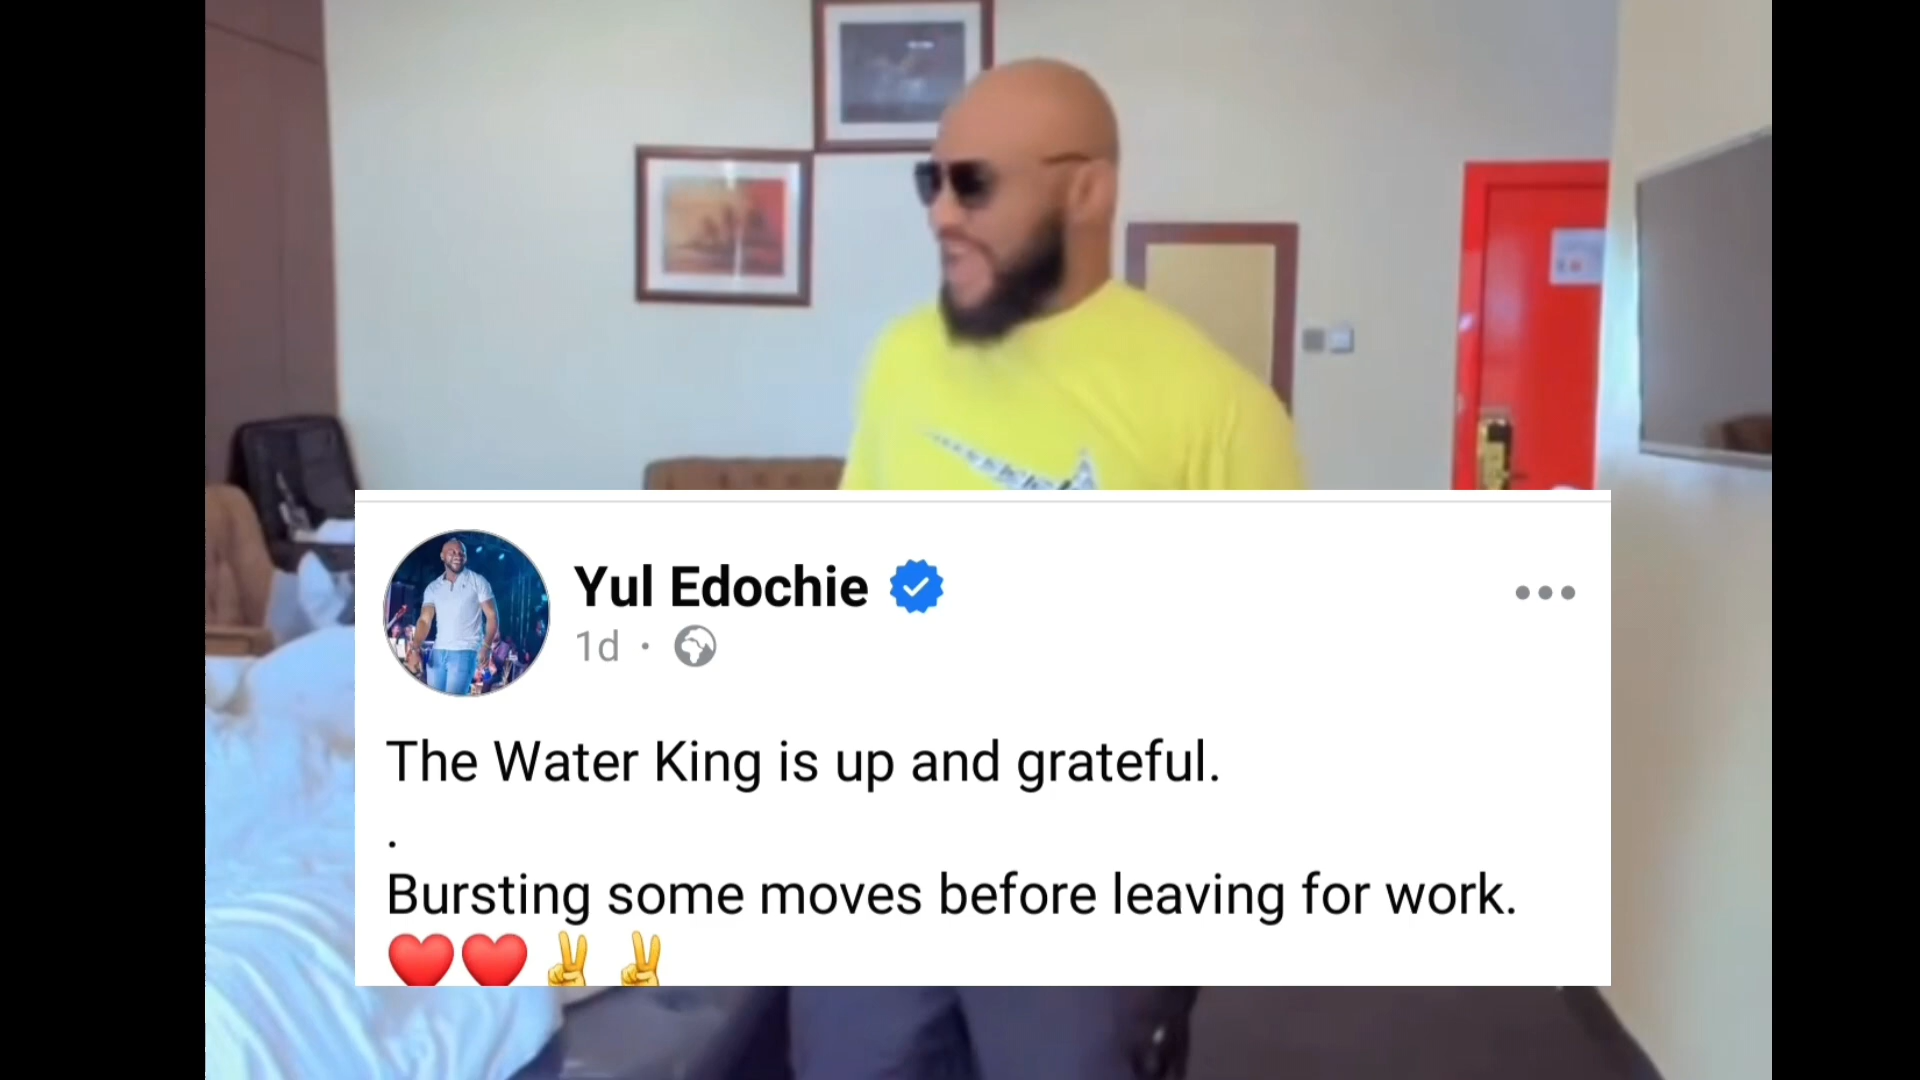 Yul Edochie
1d ·
The Water King is up and grateful.
.
Bursting some moves before leaving for work.
❤️❤️✌️✌️